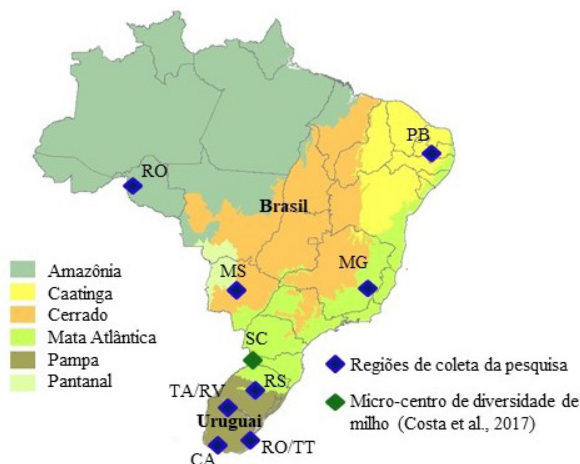 PB
RO
Brasil
MS
MG
SC
RS
TA/RV
Uruguai
RO/TT
CA
Amazônia
Caatinga
Cerrado
Mata Atlântica
Pampa
Pantanal
Regiões de coleta da pesquisa
Micro-centro de diversidade de
milho (Costa et al., 2017)